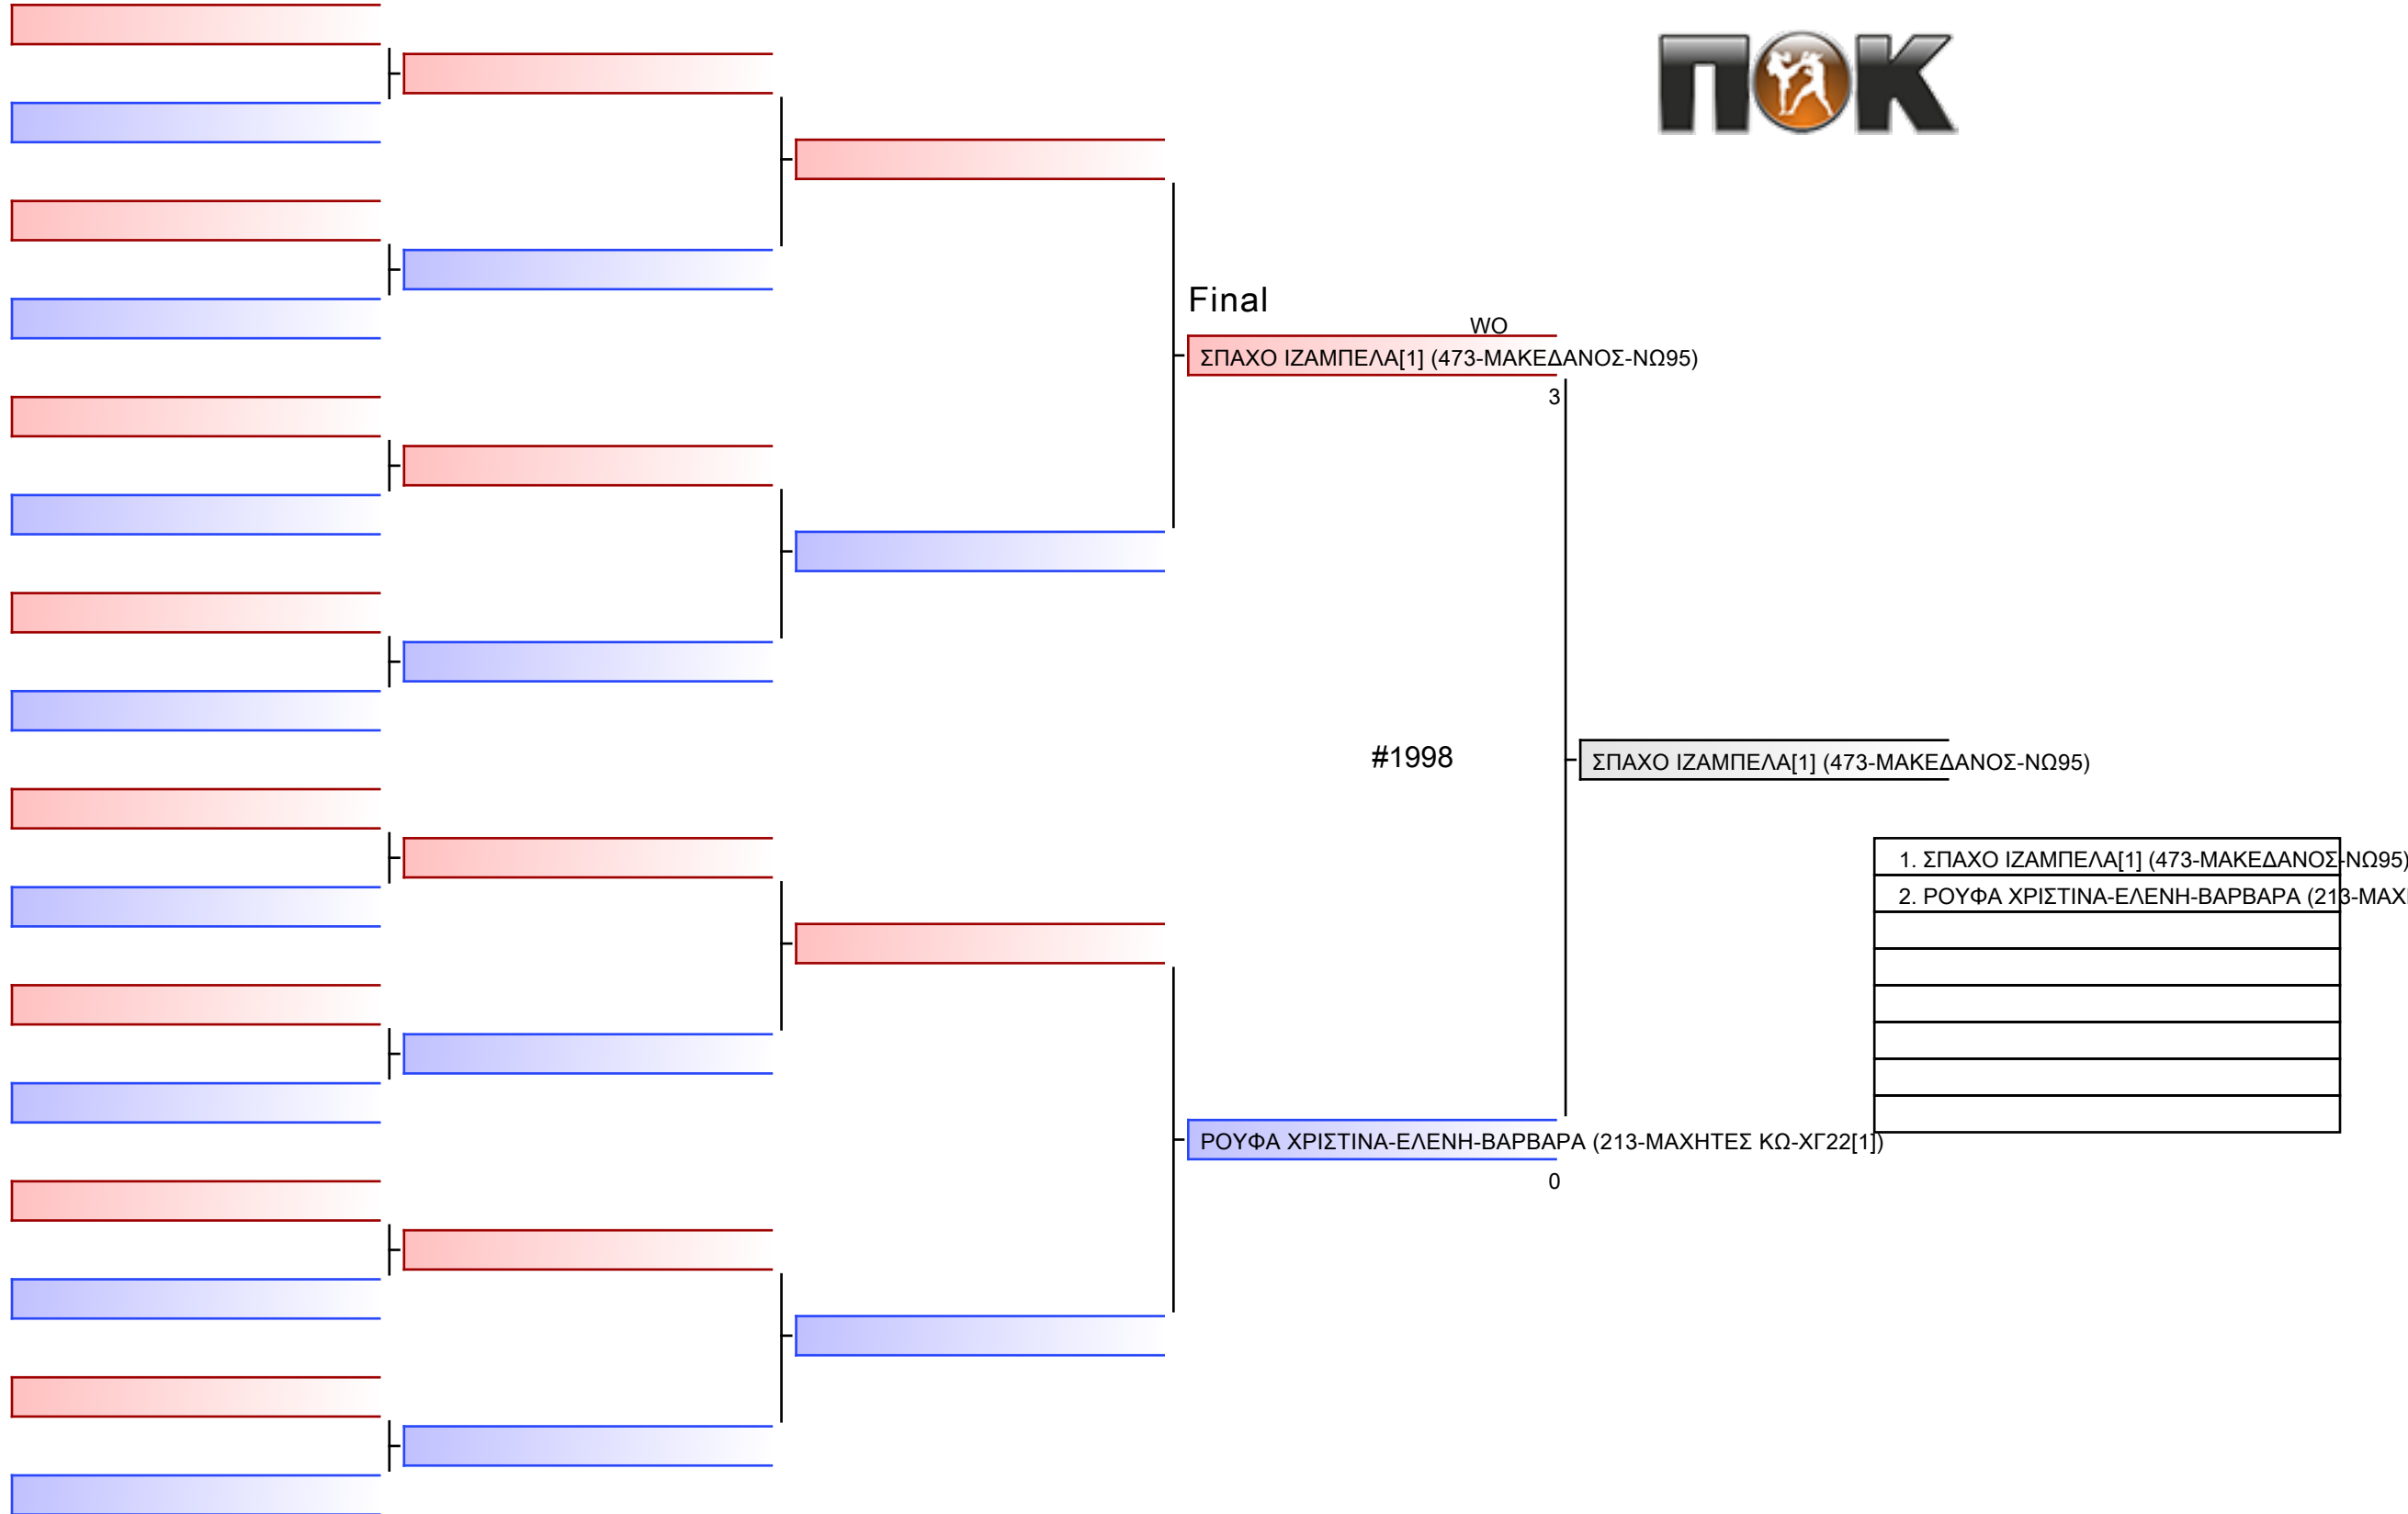 ΠΟΚ
Final
WO
ΣΠΑΧΟ ΙΖΑΜΠΕΛΑ[1] (473-ΜΑΚΕΔΑΝΟΣ-ΝΩ95)
3
#1998
ΣΠΑΧΟ ΙΖΑΜΠΕΛΑ[1] (473-ΜΑΚΕΔΑΝΟΣ-ΝΩ95)
1. ΣΠΑΧΟ ΙΖΑΜΠΕΛΑ[1] (473-ΜΑΚΕΔΑΝΟΣ-ΝΩ95)
2. ΡΟΥΦΑ ΧΡΙΣΤΙΝΑ-ΕΛΕΝΗ-ΒΑΡΒΑΡΑ (213-ΜΑΧ
ΡΟΥΦΑ ΧΡΙΣΤΙΝΑ-ΕΛΕΝΗ-ΒΑΡΒΑΡΑ (213-ΜΑΧΗΤΕΣ ΚΩ-ΧΓ22[1])
0